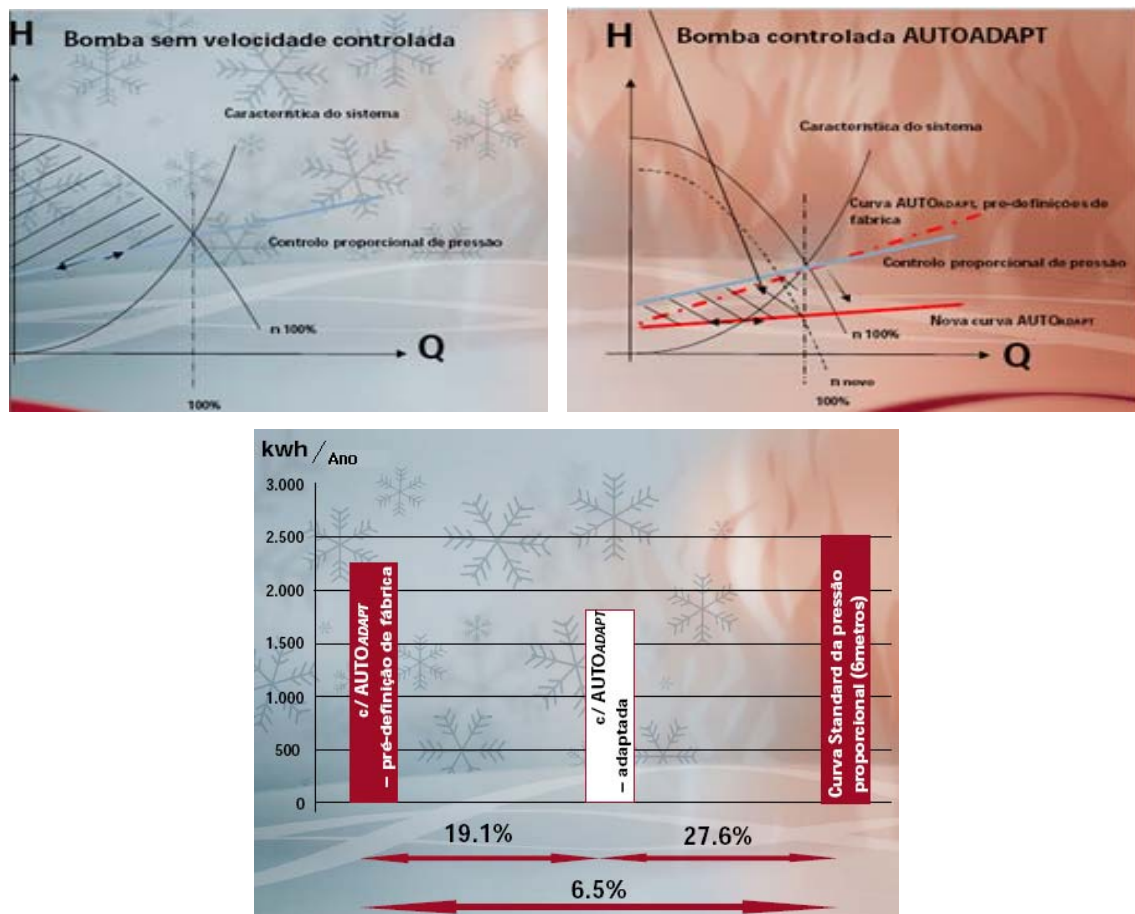 H
Bomba sem velocidade controlada
Característica do sistema
Controlo proporcional de pressão
n 100%
Q
100%
H
Bomba controlada AUTOADAPT
Característica do sistema
Curva AUTOADAPT, pre-definições de
fábrica
Controlo proporcional de pressão
Nova curva AUTOADAPT
n 100%
Q
n novo
100%
kwh / Ano
3.000
2.500
2.000
1.500
1.000
500
0
c/ AUTOADAPT
– pré-definição de fábrica
c/ AUTOADAPT
– adaptada
Curva Standard da pressão
proporcional (6metros)
19.1%
27.6%
6.5%